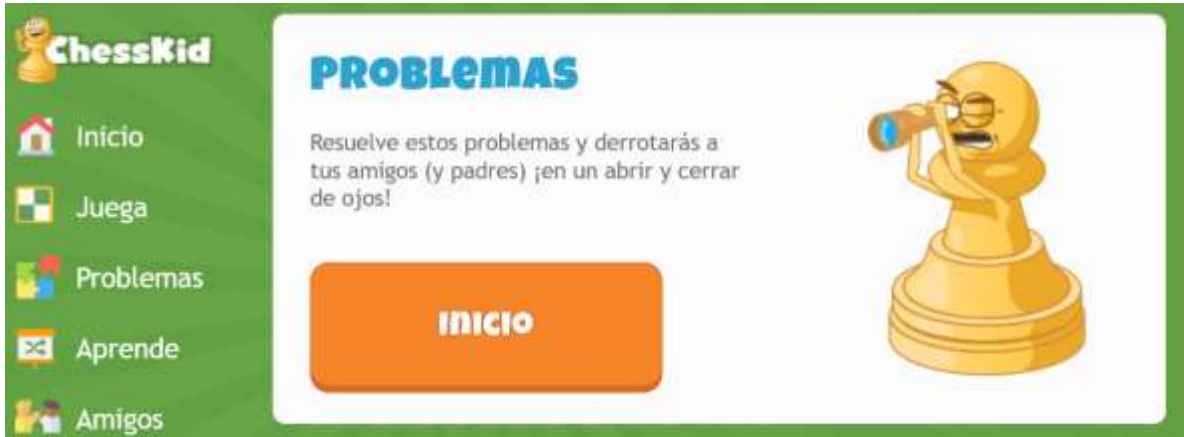 ChessKid
Inicio
Juega
Problemas
Aprende
Amigos
PROBLEMAS
Resuelve estos problemas y derrotarás a
tus amigos (y padres) ¡en un abrir y cerrar
de ojos!
INICIO